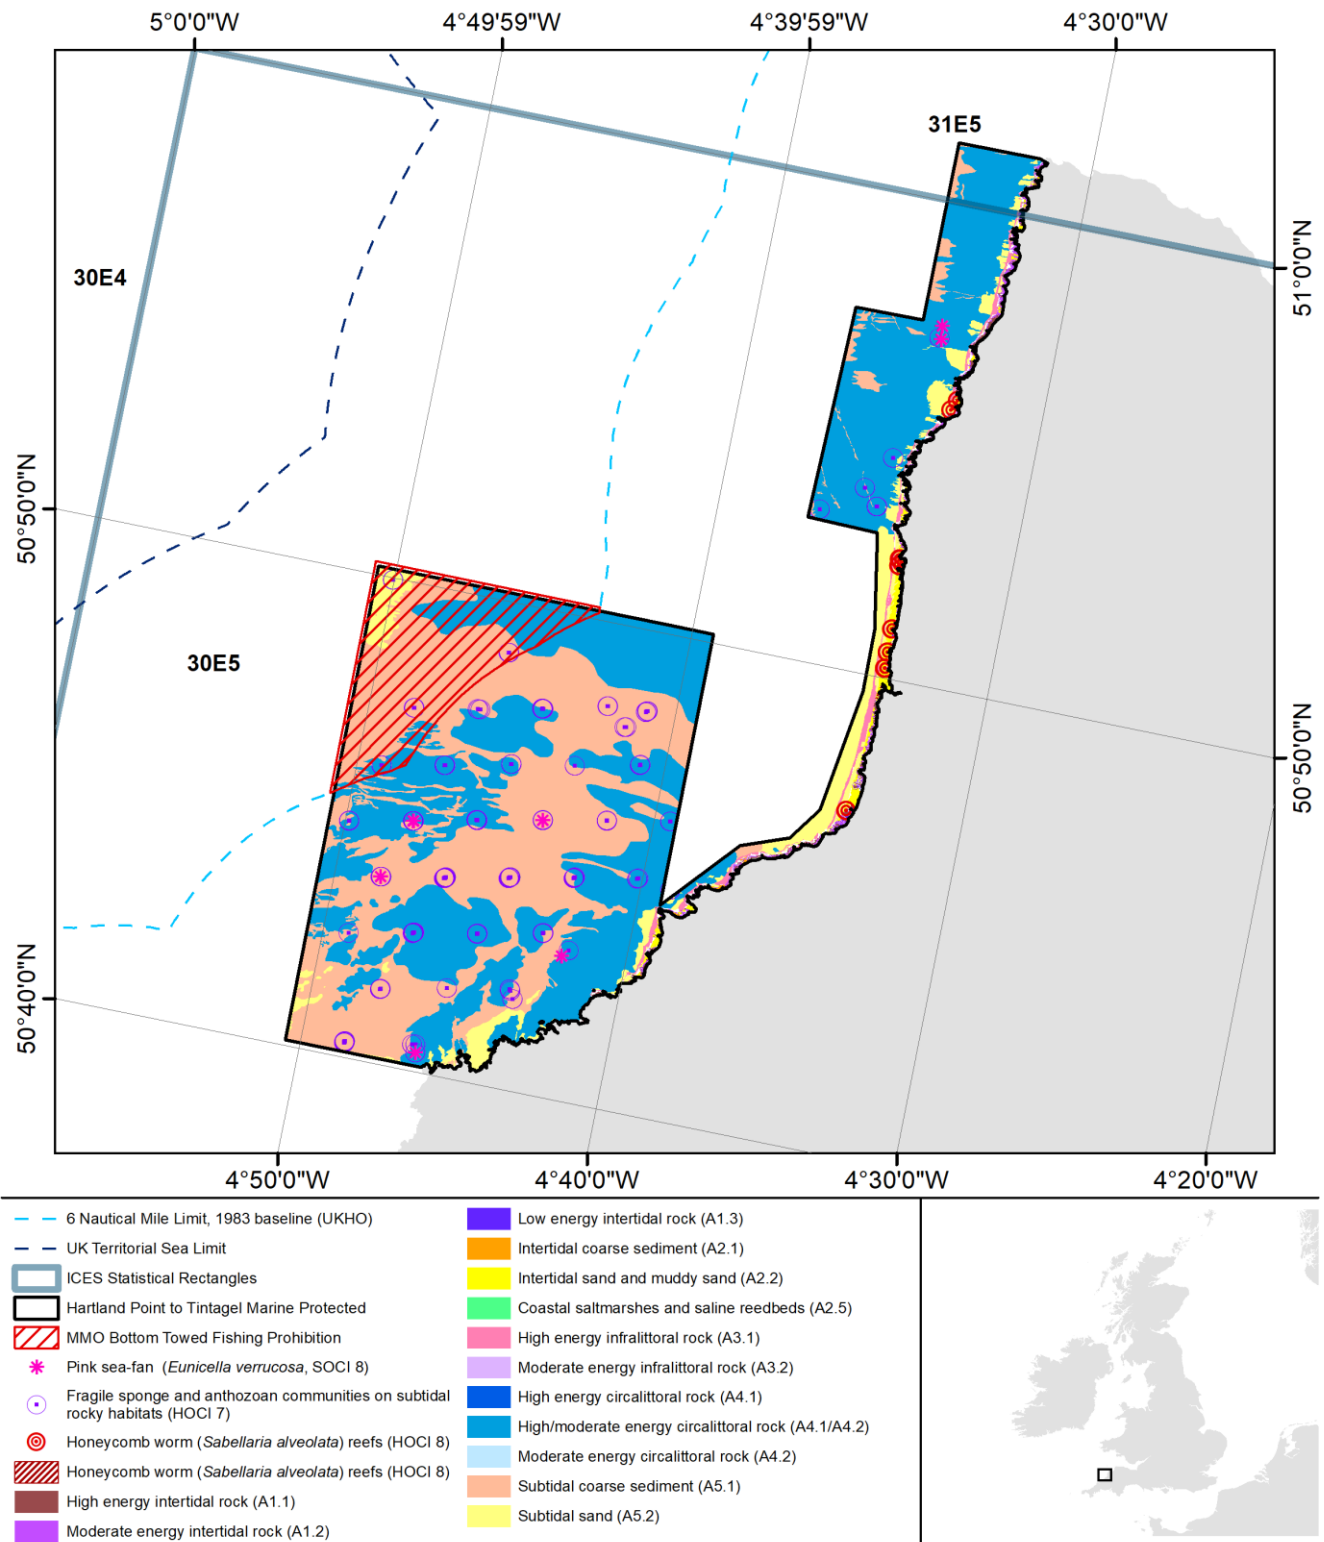 5°0'0"W 4°49'59"W 4°39'59"W 4°30'0"W
31E5
30E4
51°0'0"N
50°50'0"N
30E5
50°50'0"N
50°40'0"N
4°50'0"W 4°40'0"W 4°30'0"W 4°20'0"W
6 Nautical Mile Limit, 1983 baseline (UKHO)
UK Territorial Sea Limit
ICES Statistical Rectangles
Hartland Point to Tintagel Marine Protected
MMO Bottom Towed Fishing Prohibition
Pink sea-fan (Eunicella verrucosa, SOCI 8)
Fragile sponge and anthozoan communities on subtidal
rocky habitats (HOCI 7)
Honeycomb worm (Sabellaria alveolata) reefs (HOCI 8)
Honeycomb worm (Sabellaria alveolata) reefs (HOCI 8)
High energy intertidal rock (A1.1)
Moderate energy intertidal rock (A1.2)
Low energy intertidal rock (A1.3)
Intertidal coarse sediment (A2.1)
Intertidal sand and muddy sand (A2.2)
Coastal saltmarshes and saline reedbeds (A2.5)
High energy infralittoral rock (A3.1)
Moderate energy infralittoral rock (A3.2)
High energy circalittoral rock (A4.1)
High/moderate energy circalittoral rock (A4.1/A4.2)
Moderate energy circalittoral rock (A4.2)
Subtidal coarse sediment (A5.1)
Subtidal sand (A5.2)